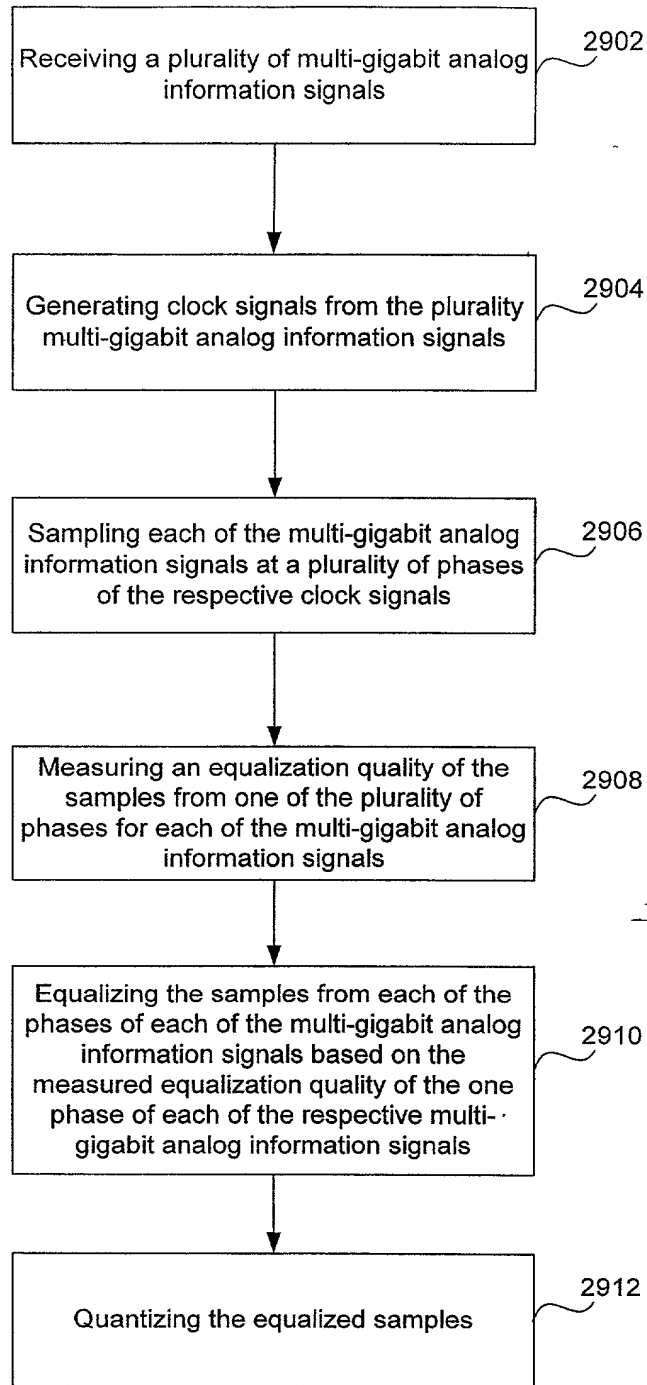 Receiving a plurality of multi-gigabit analog
information signals
2902
Generating clock signals from the plurality
multi-gigabit analog information signals
2904
Sampling each of the multi-gigabit analog
information signals at a plurality of phases
of the respective clock signals
2906
Measuring an equalization quality of the
samples from one of the plurality of
phases for each of the multi-gigabit analog
information signals
2908
Equalizing the samples from each of the
phases of each of the multi-gigabit analog
information signals based on the
measured equalization quality of the one
phase of each of the respective multi-
gigabit analog information signals
2910
Quantizing the equalized samples
2912